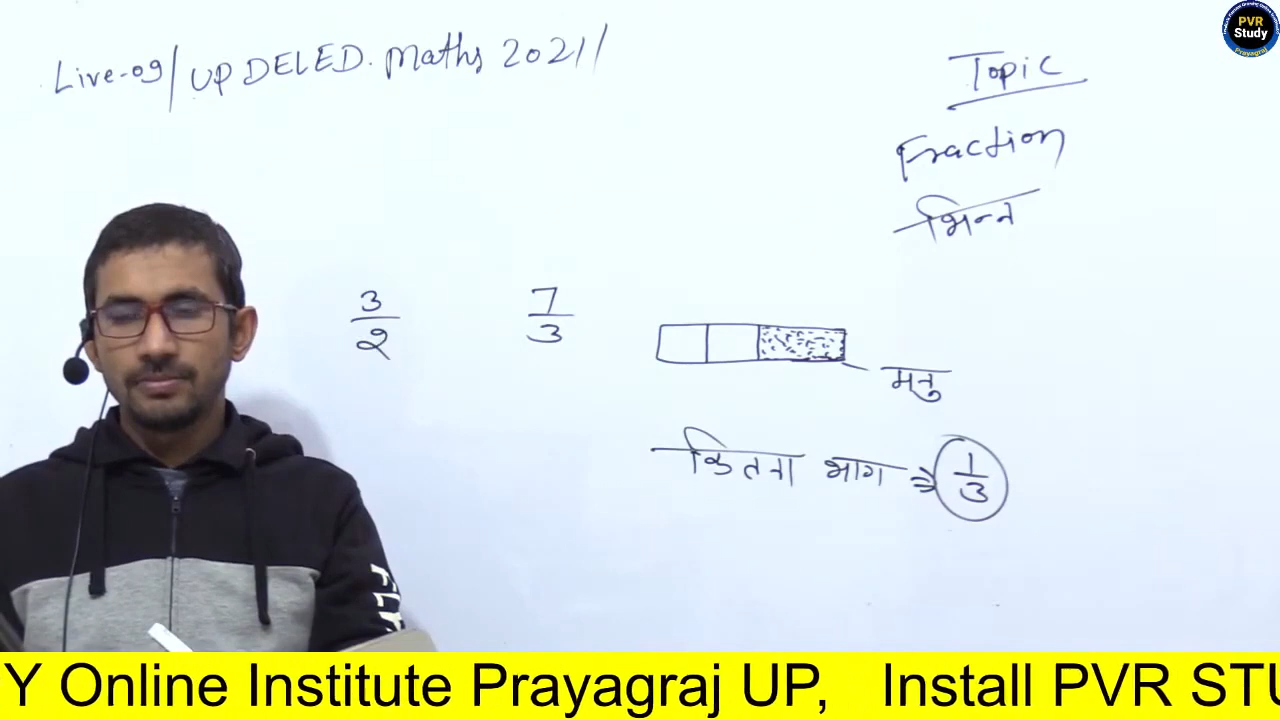 Live-09/ UP DELED. Maths 2021/
Topic
Fraction
भिन्न
3/2
7/3
मनु
कितना भाग ⇒ 1/3
PVR
Study
Prayagraj
Y Online Institute Prayagraj UP, Install PVR STU